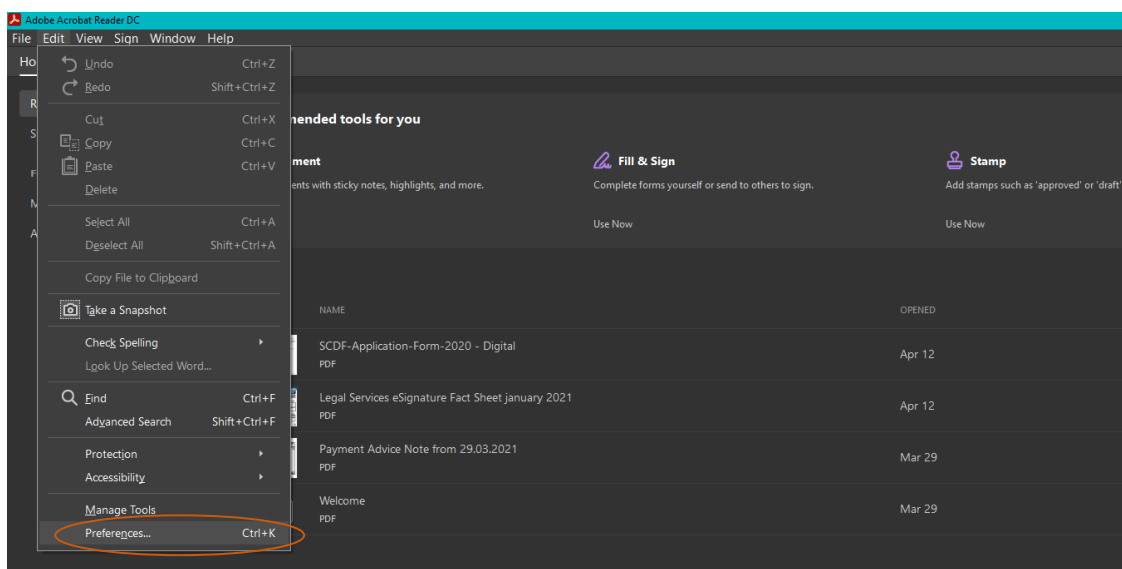 Adobe Acrobat Reader DC
File Edit View Sign Window Help
Ho
Undo Ctrl+Z
Redo Shift+Ctrl+Z
Cut Ctrl+X
Copy Ctrl+C
Paste Ctrl+V
Delete
Select All Ctrl+A
Deselect All Shift+Ctrl+A
Copy File to Clipboard
Take a Snapshot
Check Spelling
Look Up Selected Word...
Find Ctrl+F
Advanced Search Shift+Ctrl+F
Protection
Accessibility
Manage Tools
Preferences... Ctrl+K
R
S
F
M
A
nended tools for you
ment
ents with sticky notes, highlights, and more.
Fill & Sign
Complete forms yourself or send to others to sign.
Use Now
Stamp
Add stamps such as 'approved' or 'draft'
Use Now
NAME OPENED
SCDF-Application-Form-2020 - Digital
PDF
Apr 12
Legal Services eSignature Fact Sheet january 2021
PDF
Apr 12
Payment Advice Note from 29.03.2021
PDF
Mar 29
Welcome
PDF
Mar 29